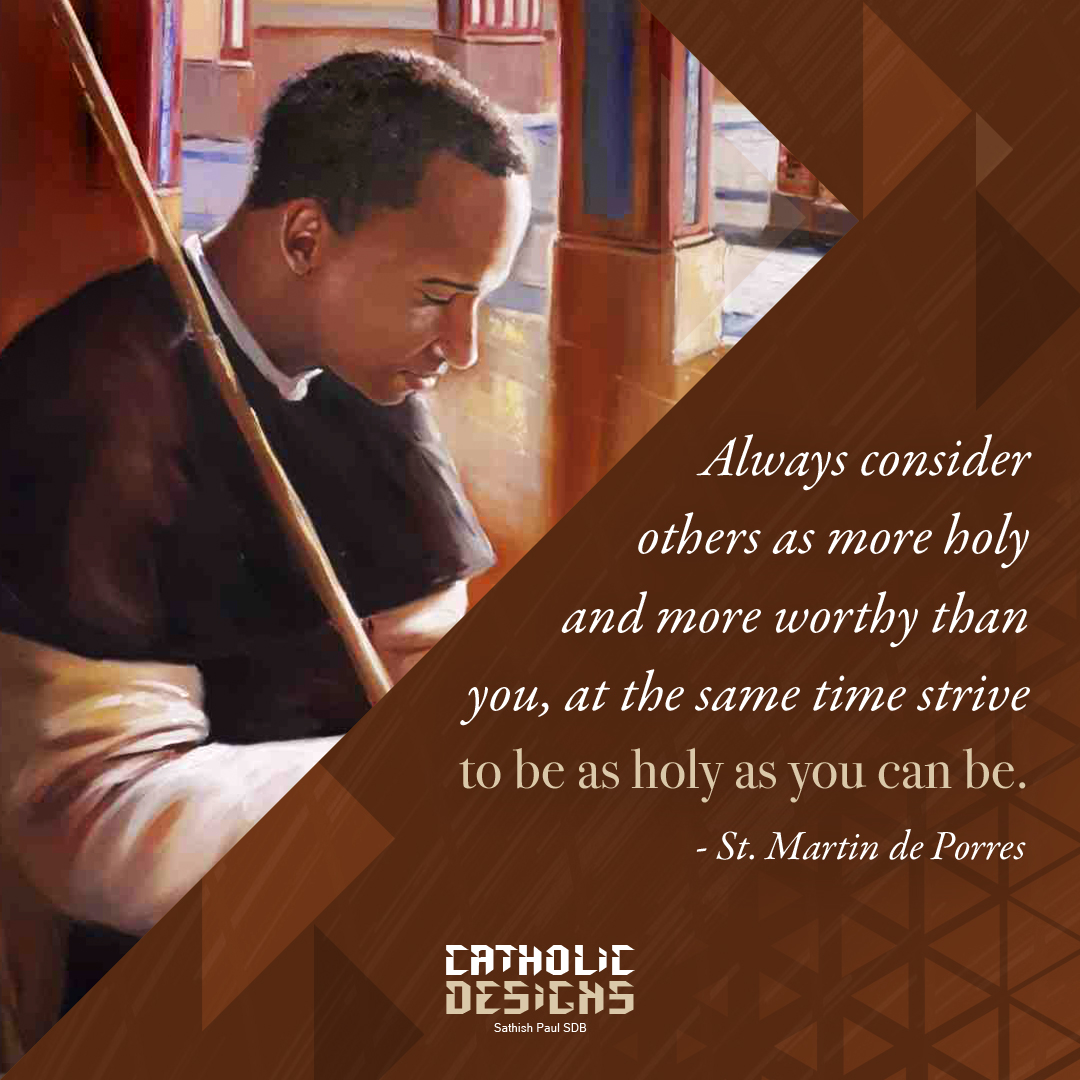 Always consider
others as more holy
and more worthy than
you, at the same time strive
to be as holy as you can be.
- St. Martin de Porres
CATHOLIC
DESIGNS
Sathish Paul SDB